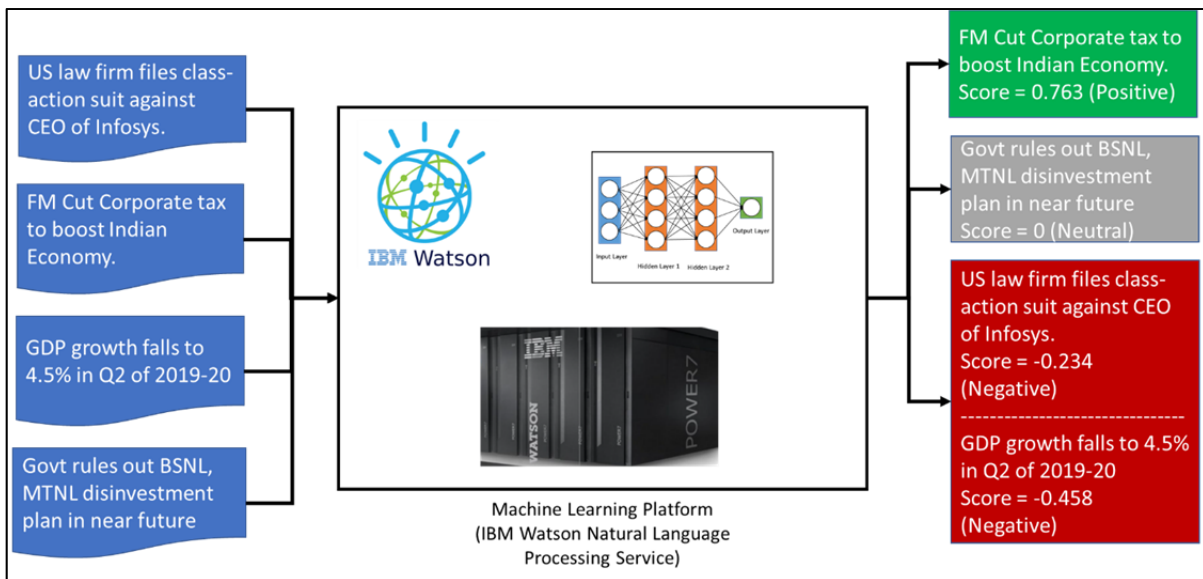 US law firm files class-
action suit against
CEO of Infosys.
FM Cut Corporate tax
to boost Indian
Economy.
GDP growth falls to
4.5% in Q2 of 2019-20
Govt rules out BSNL,
MTNL disinvestment
plan in near future
IBM Watson
Input Layer
Hidden Layer 1
Hidden Layer 2
Output Layer
IBM
WATSON
POWER7
Machine Learning Platform
(IBM Watson Natural Language
Processing Service)
FM Cut Corporate tax to
boost Indian Economy.
Score = 0.763 (Positive)
Govt rules out BSNL,
MTNL disinvestment
plan in near future
Score = 0 (Neutral)
US law firm files class-
action suit against CEO
of Infosys.
Score = -0.234
(Negative)
-------------------------------
GDP growth falls to 4.5%
in Q2 of 2019-20
Score = -0.458
(Negative)